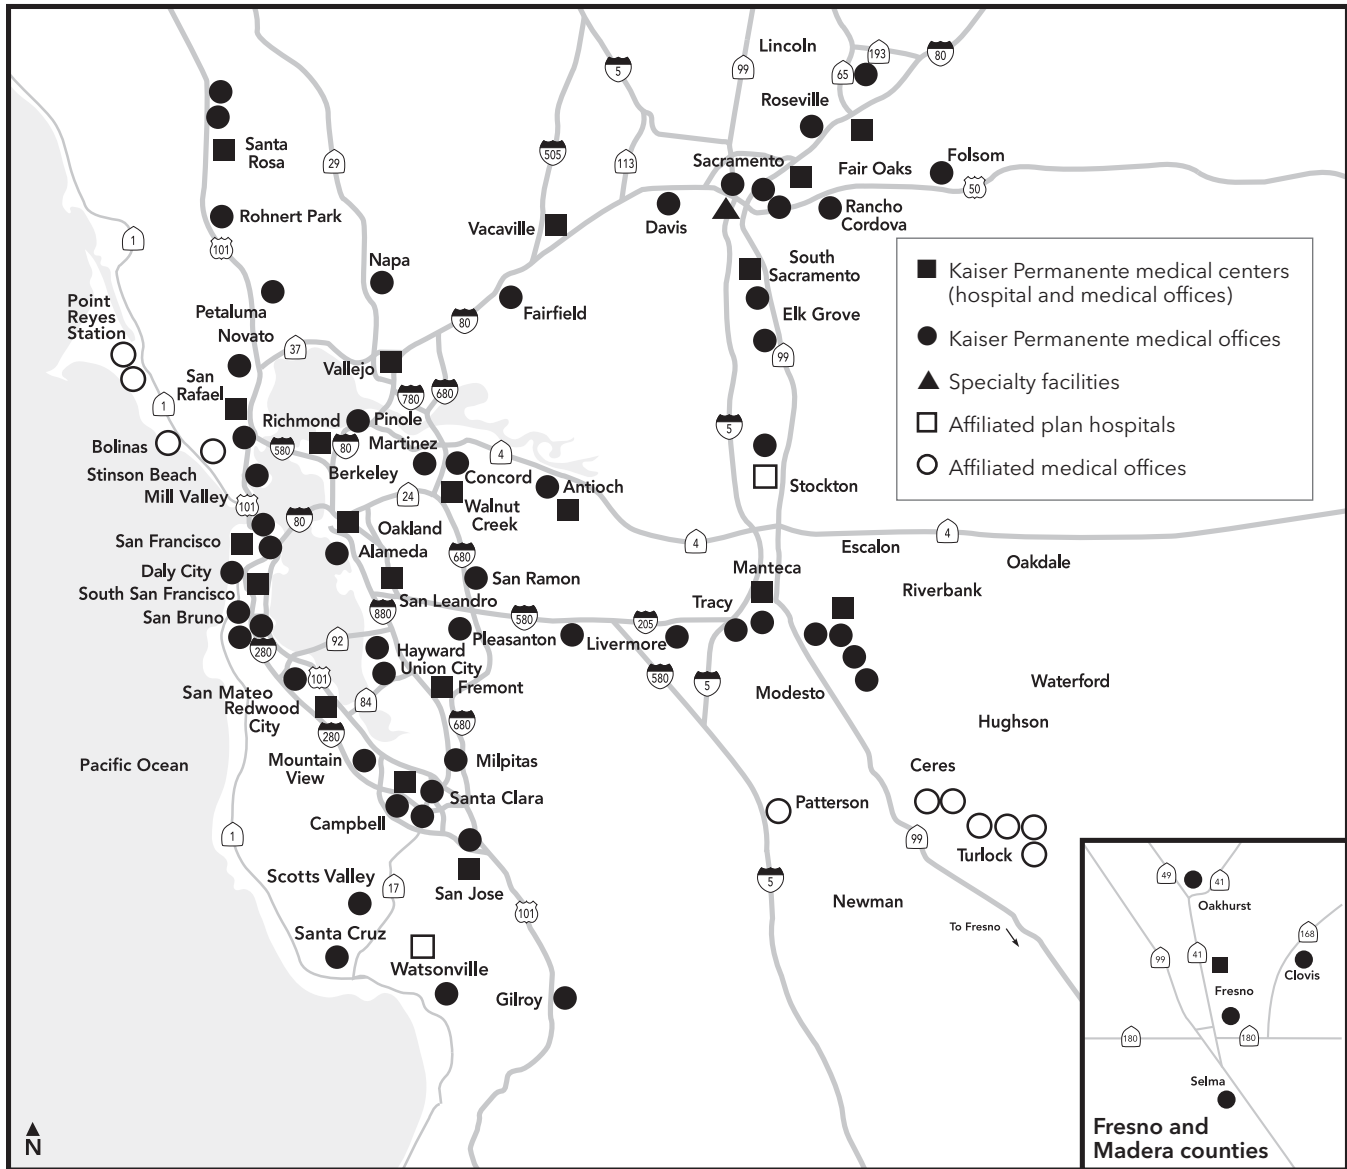 Lincoln
193
80
5
99
65
Roseville
Santa
Rosa
29
505
113
Sacramento
Fair Oaks
Folsom
50
Rohnert Park
101
1
Vacaville
Davis
Rancho
Cordova
Napa
South
Sacramento
Kaiser Permanente medical centers
(hospital and medical offices)
Point
Reyes
Station
Petaluma
Novato
Fairfield
80
Elk Grove
Kaiser Permanente medical offices
37
99
San
Rafael
Vallejo
780
680
Specialty facilities
1
Richmond
Pinole
5
Affiliated plan hospitals
Bolinas
580
80
Martinez
4
Affiliated medical offices
Stinson Beach
Berkeley
Concord
Mill Valley
24
Antioch
Stockton
101
80
Walnut
Creek
Oakland
San Francisco
Alameda
680
4
4
Escalon
Oakdale
Daly City
San Ramon
Manteca
South San Francisco
San Leandro
Riverbank
San Bruno
880
580
205
Tracy
92
280
Hayward
Pleasanton
Livermore
Union City
101
San Mateo
84
Fremont
580
5
Modesto
Waterford
Redwood
City
280
680
Hughson
Pacific Ocean
Mountain
View
Milpitas
Ceres
Santa Clara
Patterson
Campbell
1
99
Turlock
Scotts Valley
17
San Jose
5
Newman
101
To Fresno
Santa Cruz
Watsonville
Gilroy
49
41
Oakhurst
168
99
41
Clovis
Fresno
180
180
Selma
Fresno and
Madera counties
N